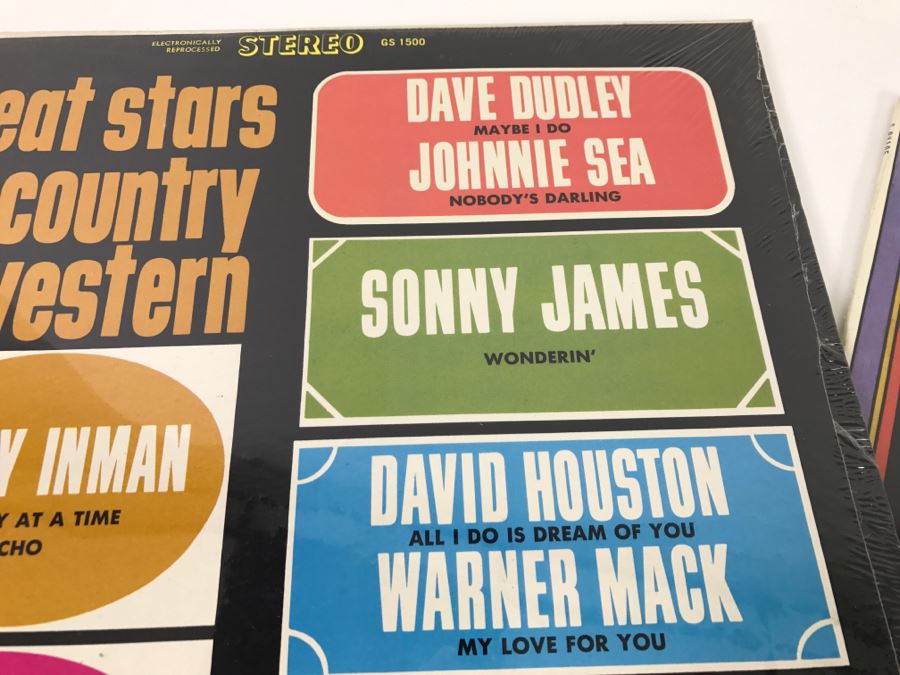 ELECTRONICALLY
REPROCESSED
STEREO
GS 1500
eat stars
country
western
DAVE DUDLEY
MAYBE I DO
JOHNNIE SEA
NOBODY'S DARLING
SONNY JAMES
WONDERIN'
Y INMAN
Y AT A TIME
CHO
DAVID HOUSTON
ALL I DO IS DREAM OF YOU
WARNER MACK
MY LOVE FOR YOU